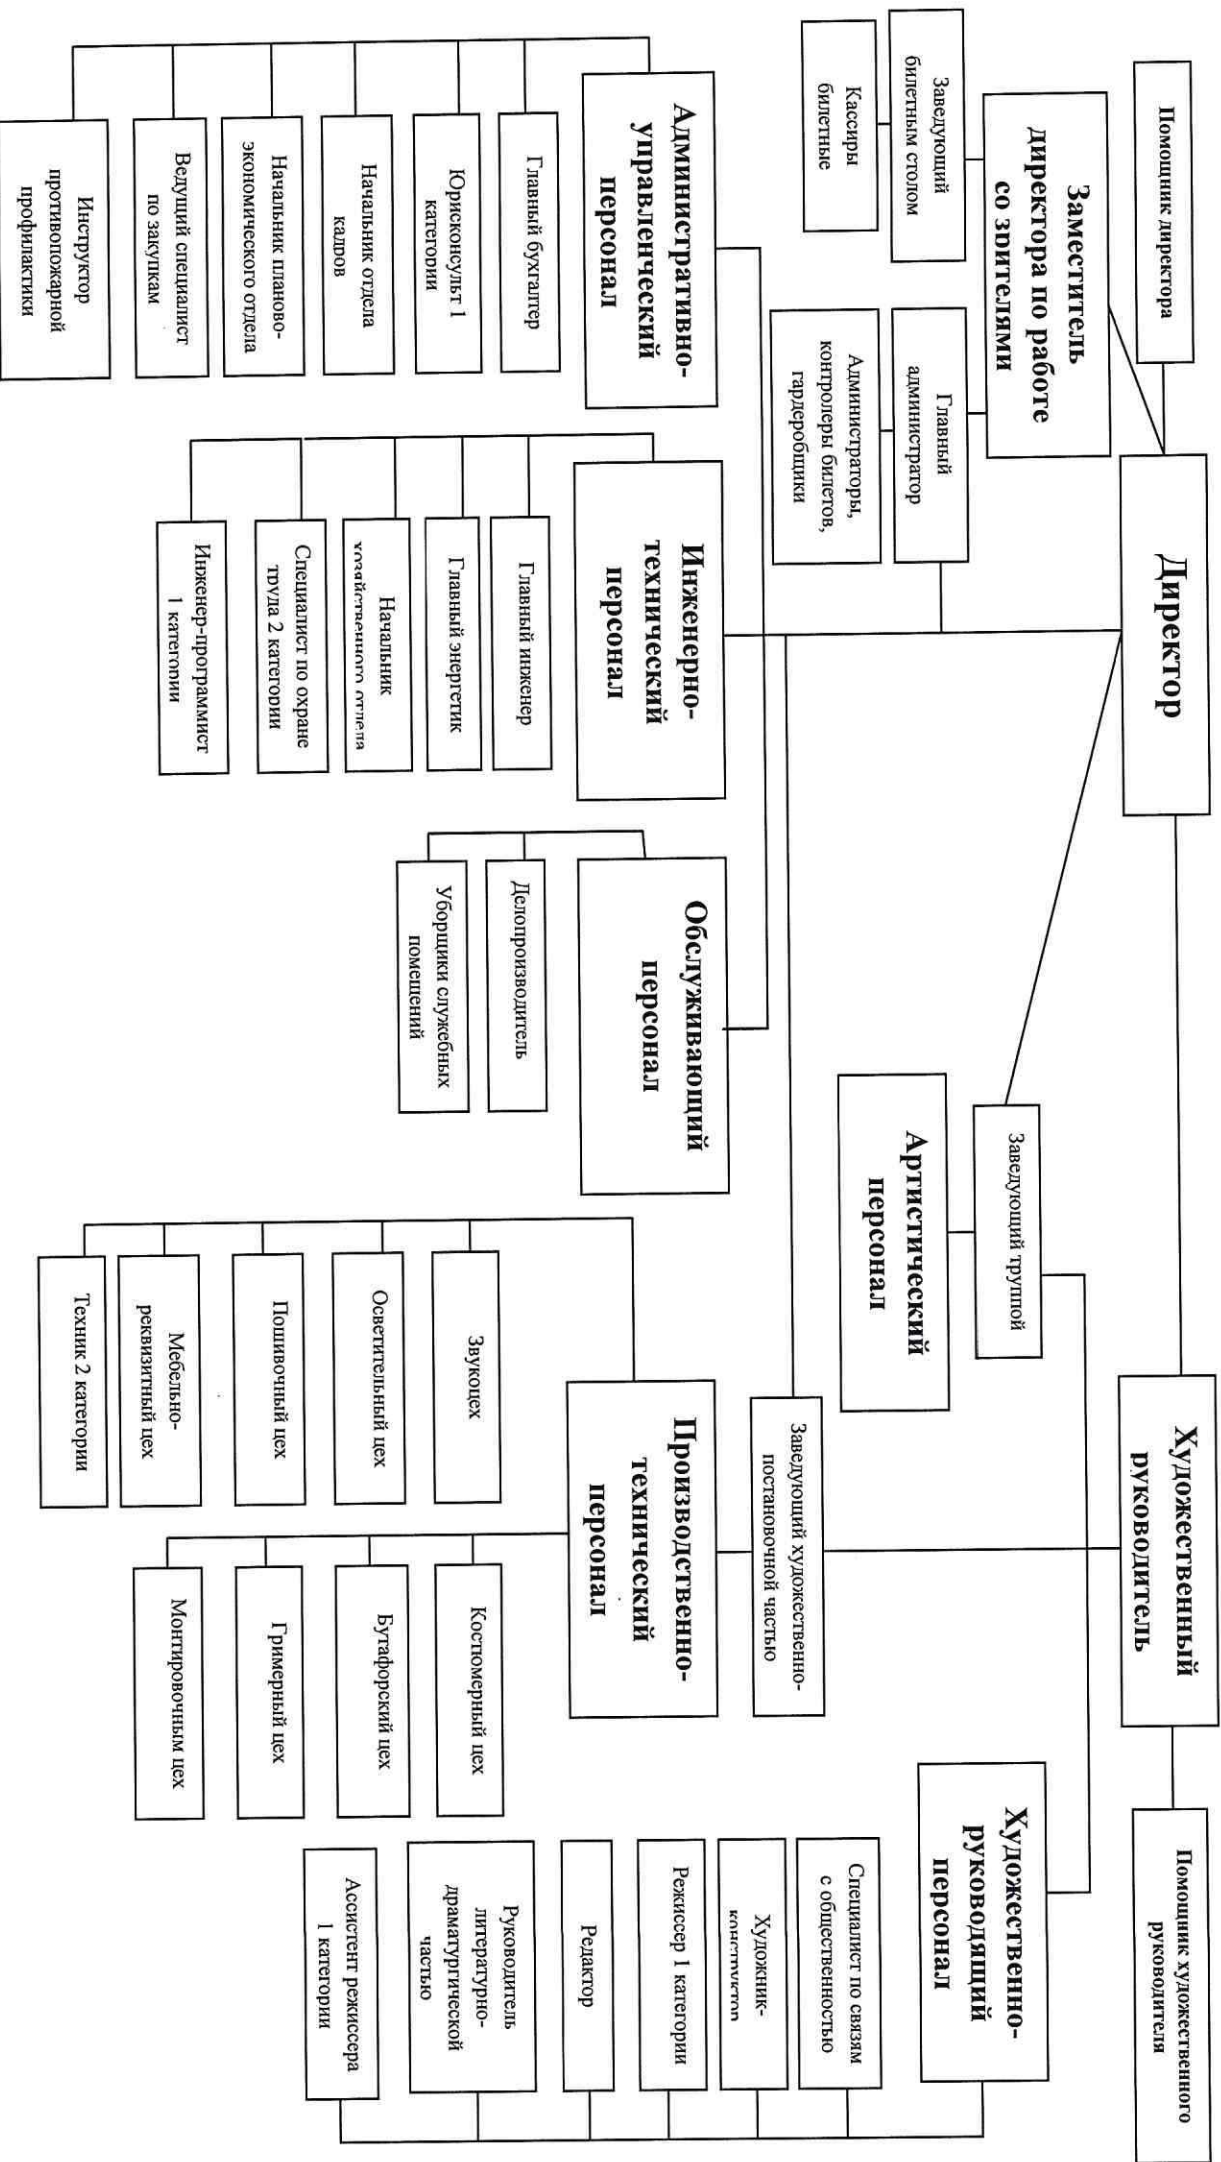 Помощник директора
Директор
Художественный
руководитель
Помощник художественного
руководителя
Заместитель
директора по работе
со зрителями
Заведующий
билетным столом
Кассиры
билетные
Главный
администратор
Администраторы,
контролеры билетов,
гардеробщики
Заведующий труппой
Артистический
персонал
Художественно-
руководящий
персонал
Заведующий художественно-
постановочной частью
Административно-
управленческий
персонал
Главный бухгалтер
Юрисконсульт 1
категории
Начальник отдела
кадров
Начальник планово-
экономического отдела
Ведущий специалист
по закупкам
Инструктор
противопожарной
профилактики
Инженерно-
технический
персонал
Главный инженер
Главный энергетик
Начальник
хозяйственного отдела
Специалист по охране
труда 2 категории
Инженер-программист
1 категории
Обслуживающий
персонал
Делопроизводитель
Уборщики служебных
помещений
Производственно-
технический
персонал
Звукоцех
Осветительный цех
Пошивочный цех
Мебельно-
реквизитный цех
Техник 2 категории
Костюмерный цех
Бутафорский цех
Гримерный цех
Монтировочным цех
Специалист по связям
с общественностью
Художник-
конструктор
Режиссер 1 категории
Редактор
Руководитель
литературно-
драматургической
частью
Ассистент режиссера
1 категории